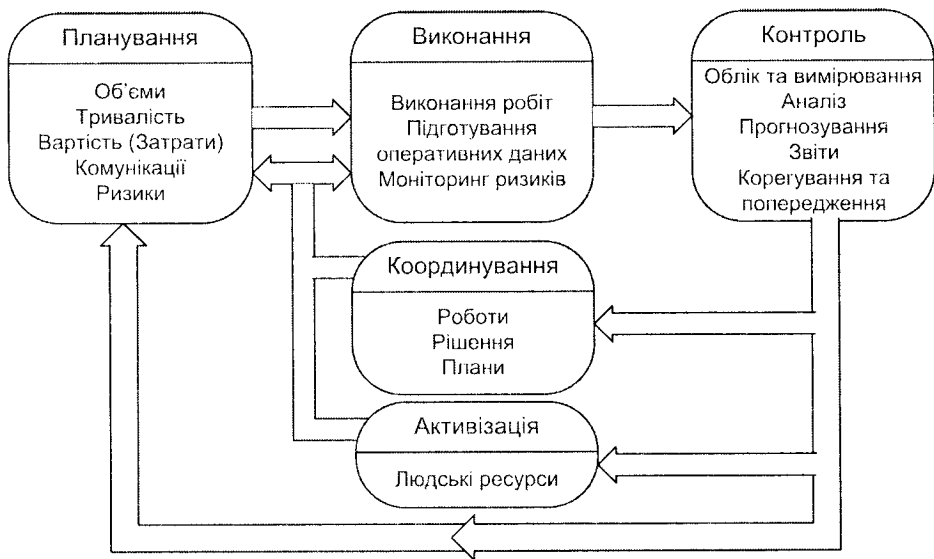 Планування
Об'єми
Тривалість
Вартість (Затрати)
Комунікації
Ризики
Виконання
Виконання робіт
Підготування
оперативних даних
Моніторинг ризиків
Контроль
Облік та вимірювання
Аналіз
Прогнозування
Звіти
Корегування та
попередження
Координування
Роботи
Рішення
Плани
Активізація
Людські ресурси